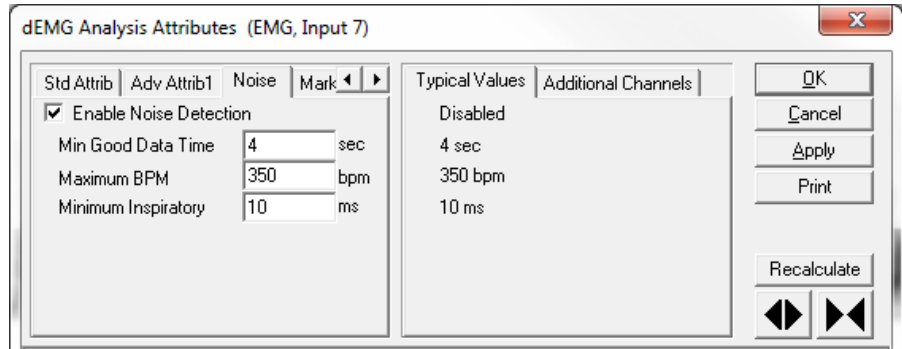 dEMG Analysis Attributes (EMG, Input 7)
Std Attrib Adv Attrib1 Noise Mark
Typical Values Additional Channels
OK
Enable Noise Detection
Disabled
Cancel
Min Good Data Time 4 sec
4 sec
Apply
Maximum BPM 350 bpm
350 bpm
Print
Minimum Inspiratory 10 ms
10 ms
Recalculate